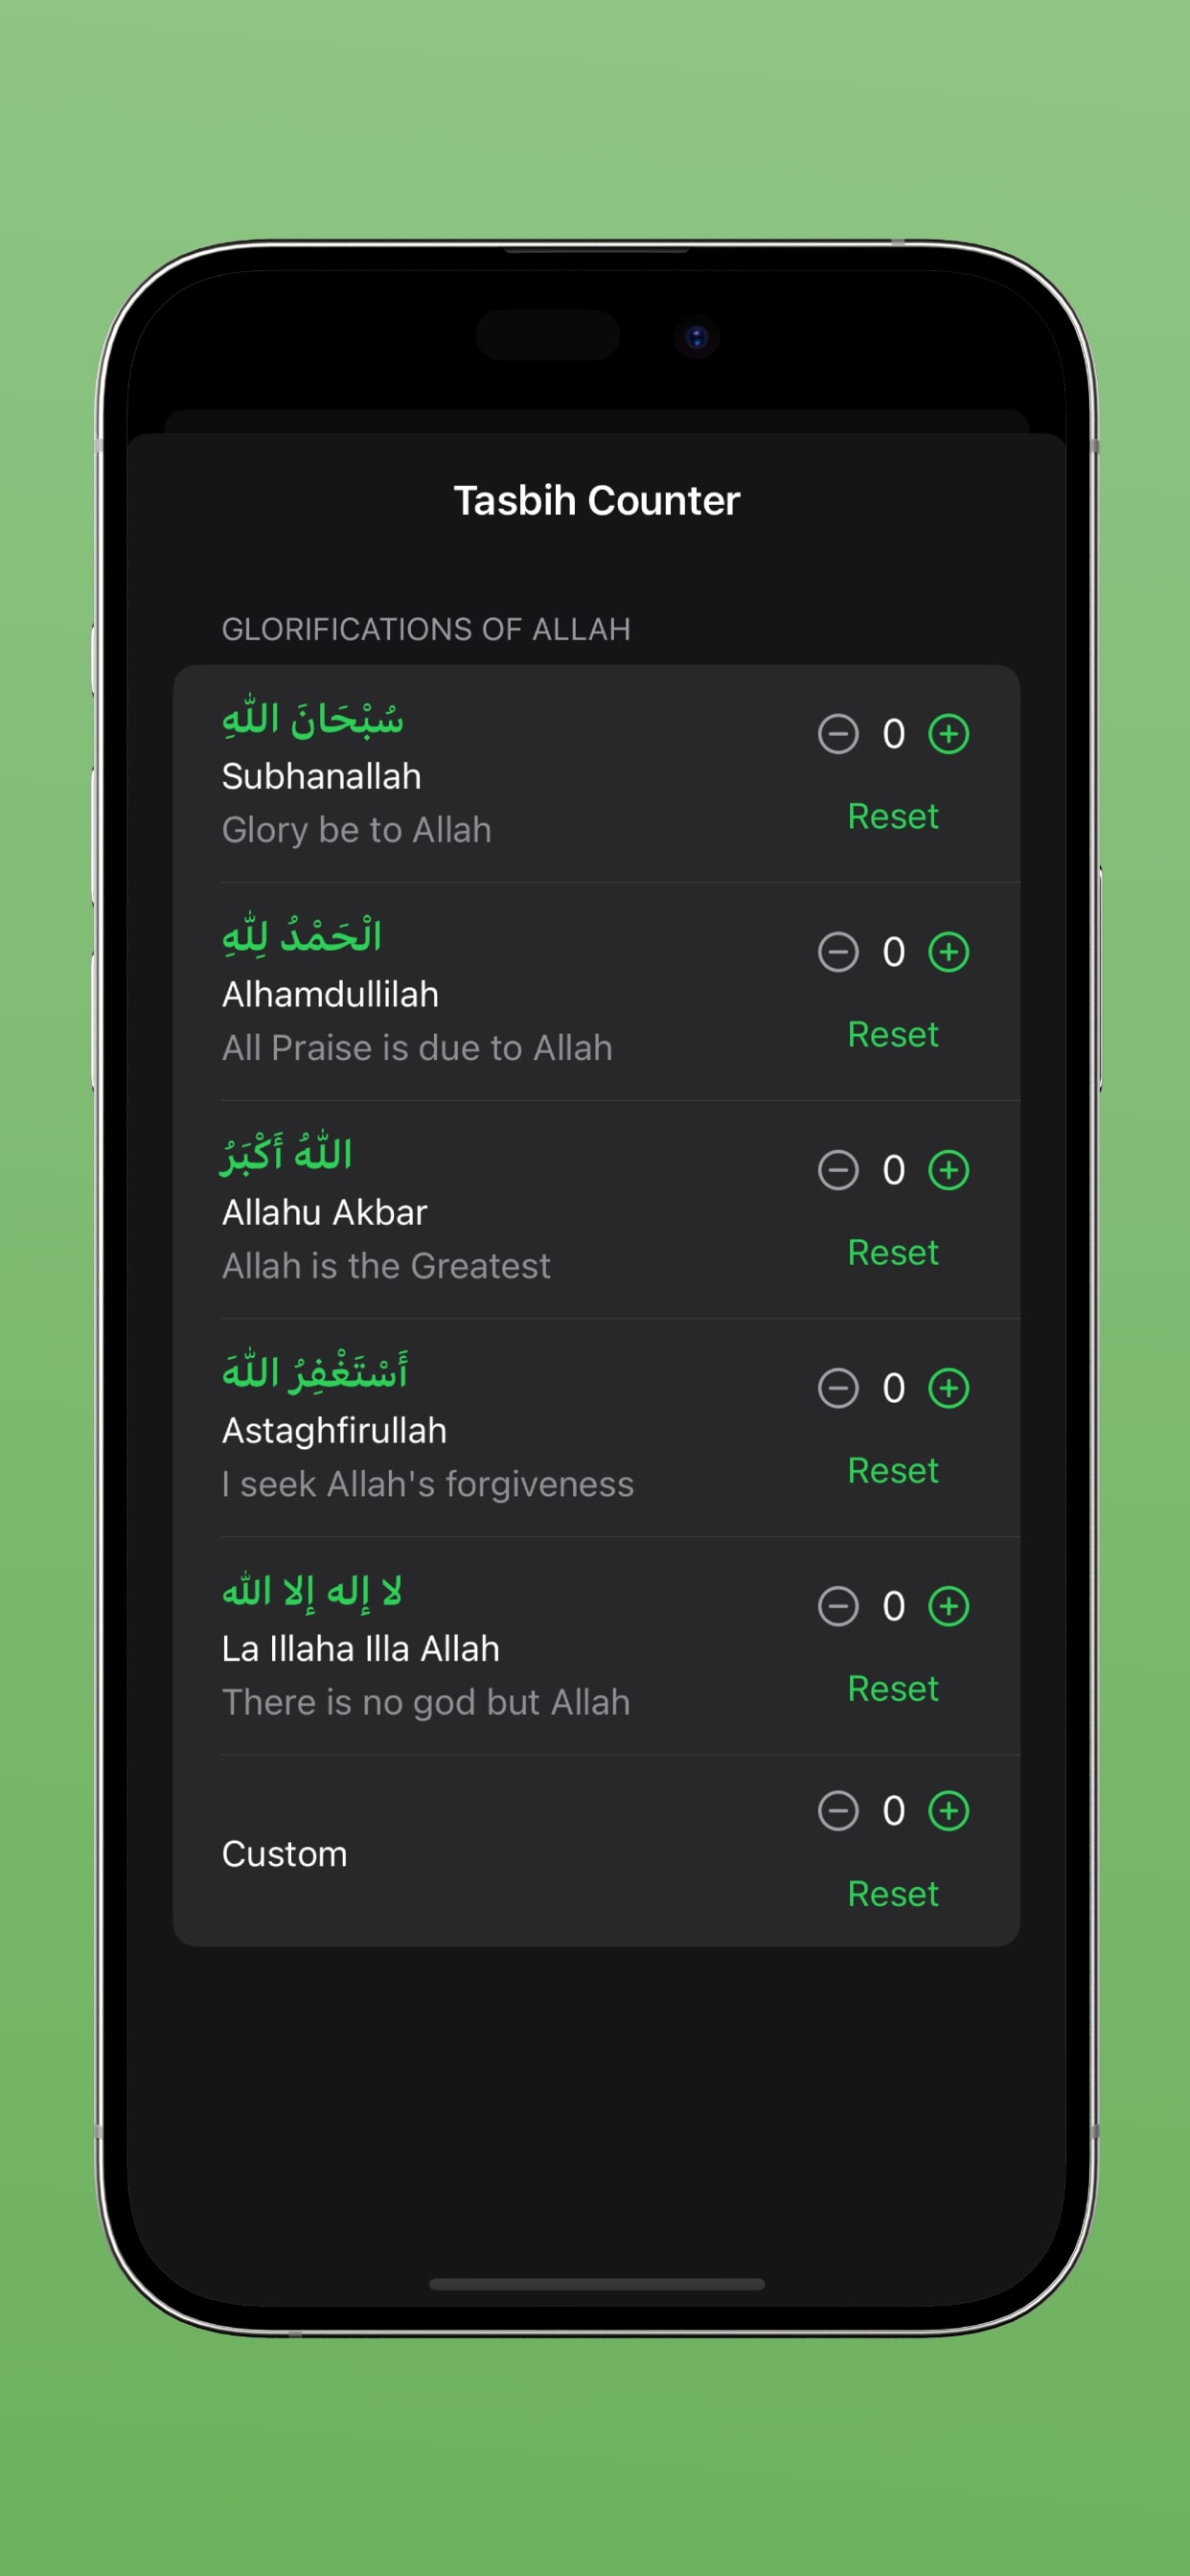 Tasbih Counter
GLORIFICATIONS OF ALLAH
سُبْحَانَ اللّٰهِ
Subhanallah
Glory be to Allah
0
Reset
الْحَمْدُ لِلّٰهِ
Alhamdullilah
All Praise is due to Allah
0
Reset
اللّٰهُ أَكْبَرُ
Allahu Akbar
Allah is the Greatest
0
Reset
أَسْتَغْفِرُ اللّٰهَ
Astaghfirullah
I seek Allah's forgiveness
0
Reset
لا إله إلا الله
La Illaha Illa Allah
There is no god but Allah
0
Reset
Custom
0
Reset